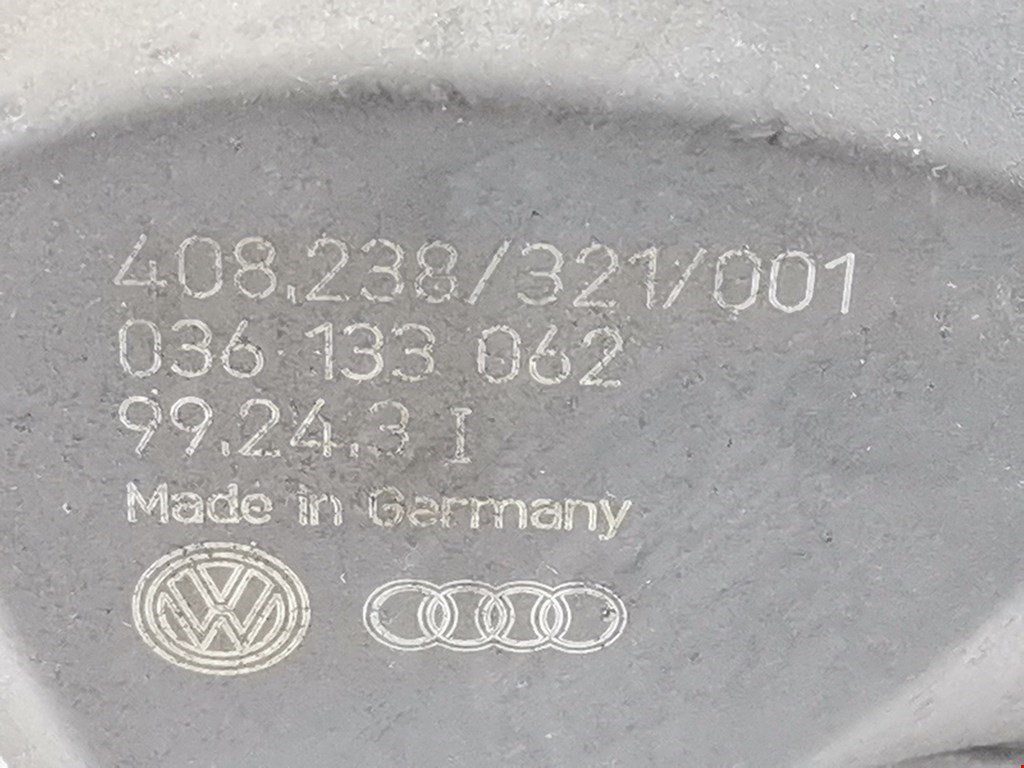 408.238/321/001
036 133 062
99.24.3 I
Made in Germany